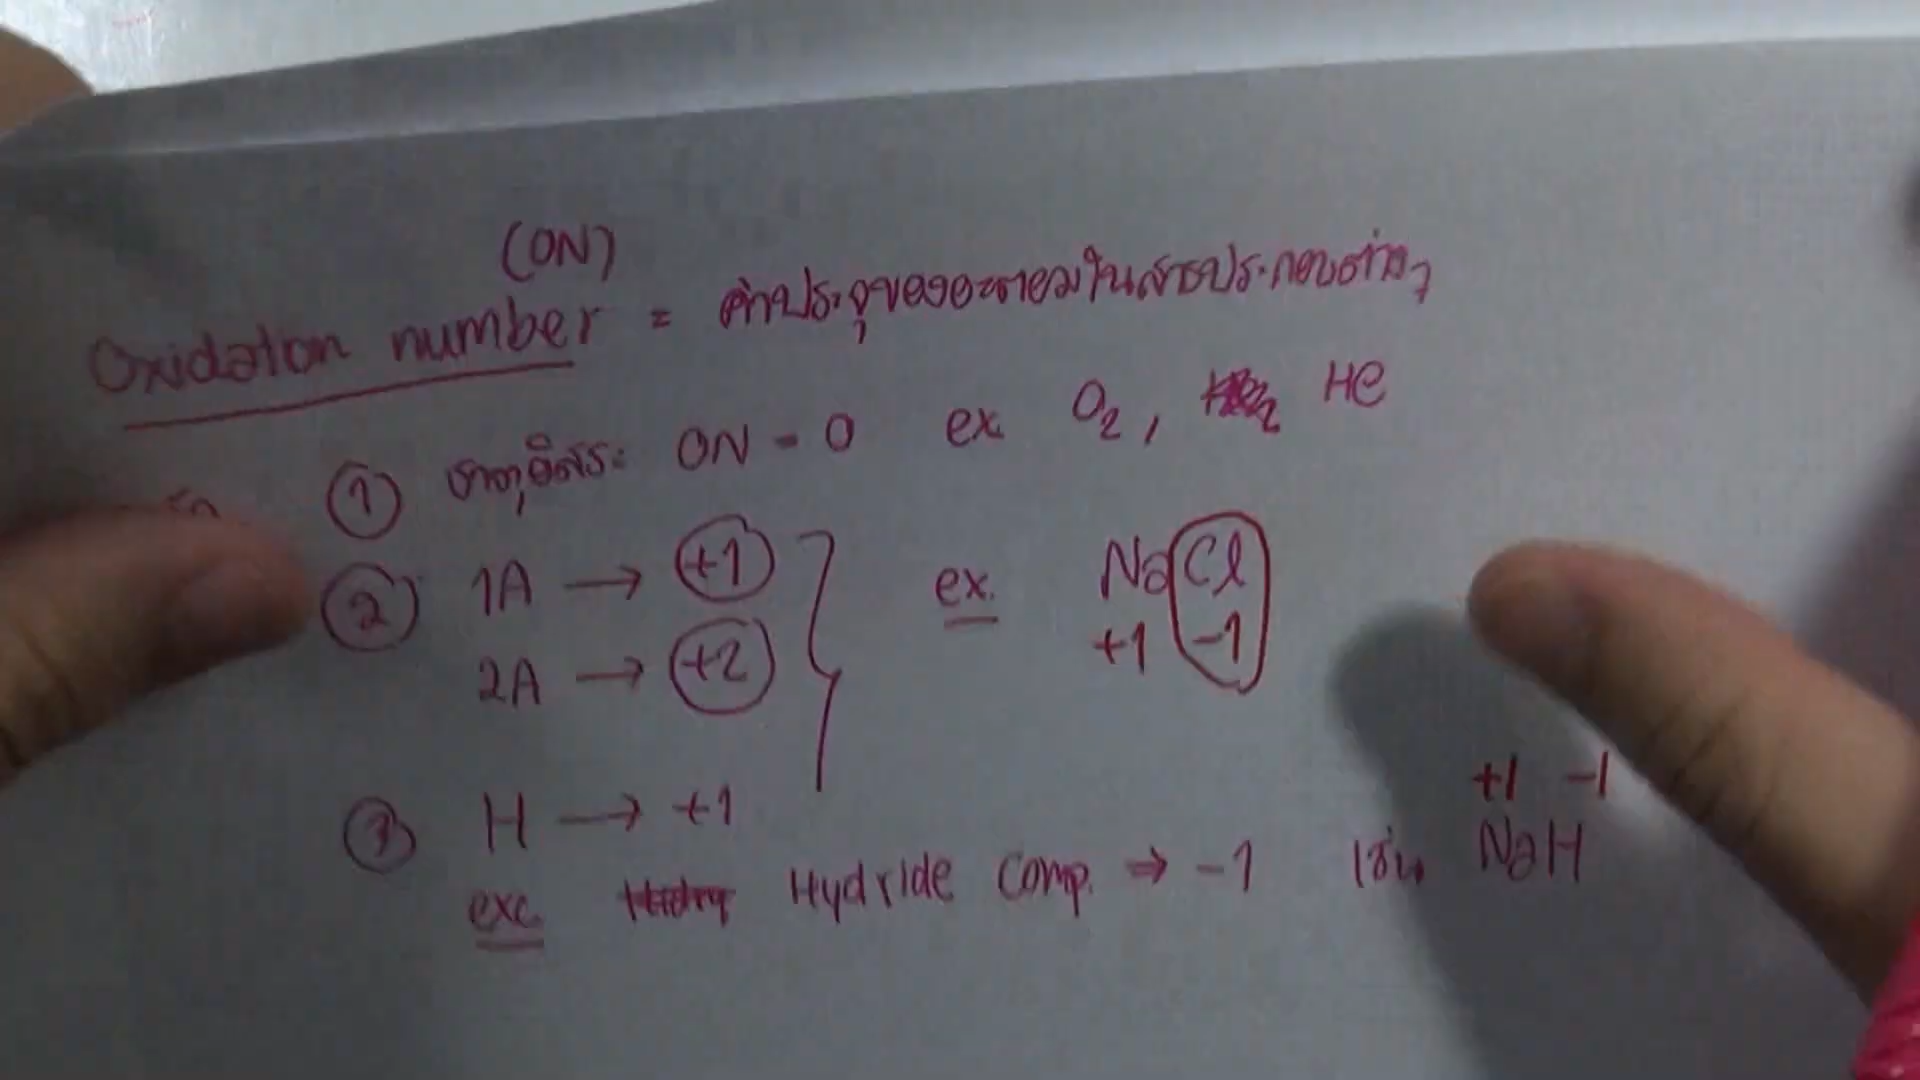 (ON)
Oxidaton number = ค่าประจุของอะตอมในสารประกอบต่างๆ
① ธาตุอิสระ ON = 0 ex. O₂, He
② 1A → +1 ex. NaCl
+1 -1
2A → +2
③ H → +1
+1 -1
exc. Hydride Comp. ⇒ -1 เช่น NaH